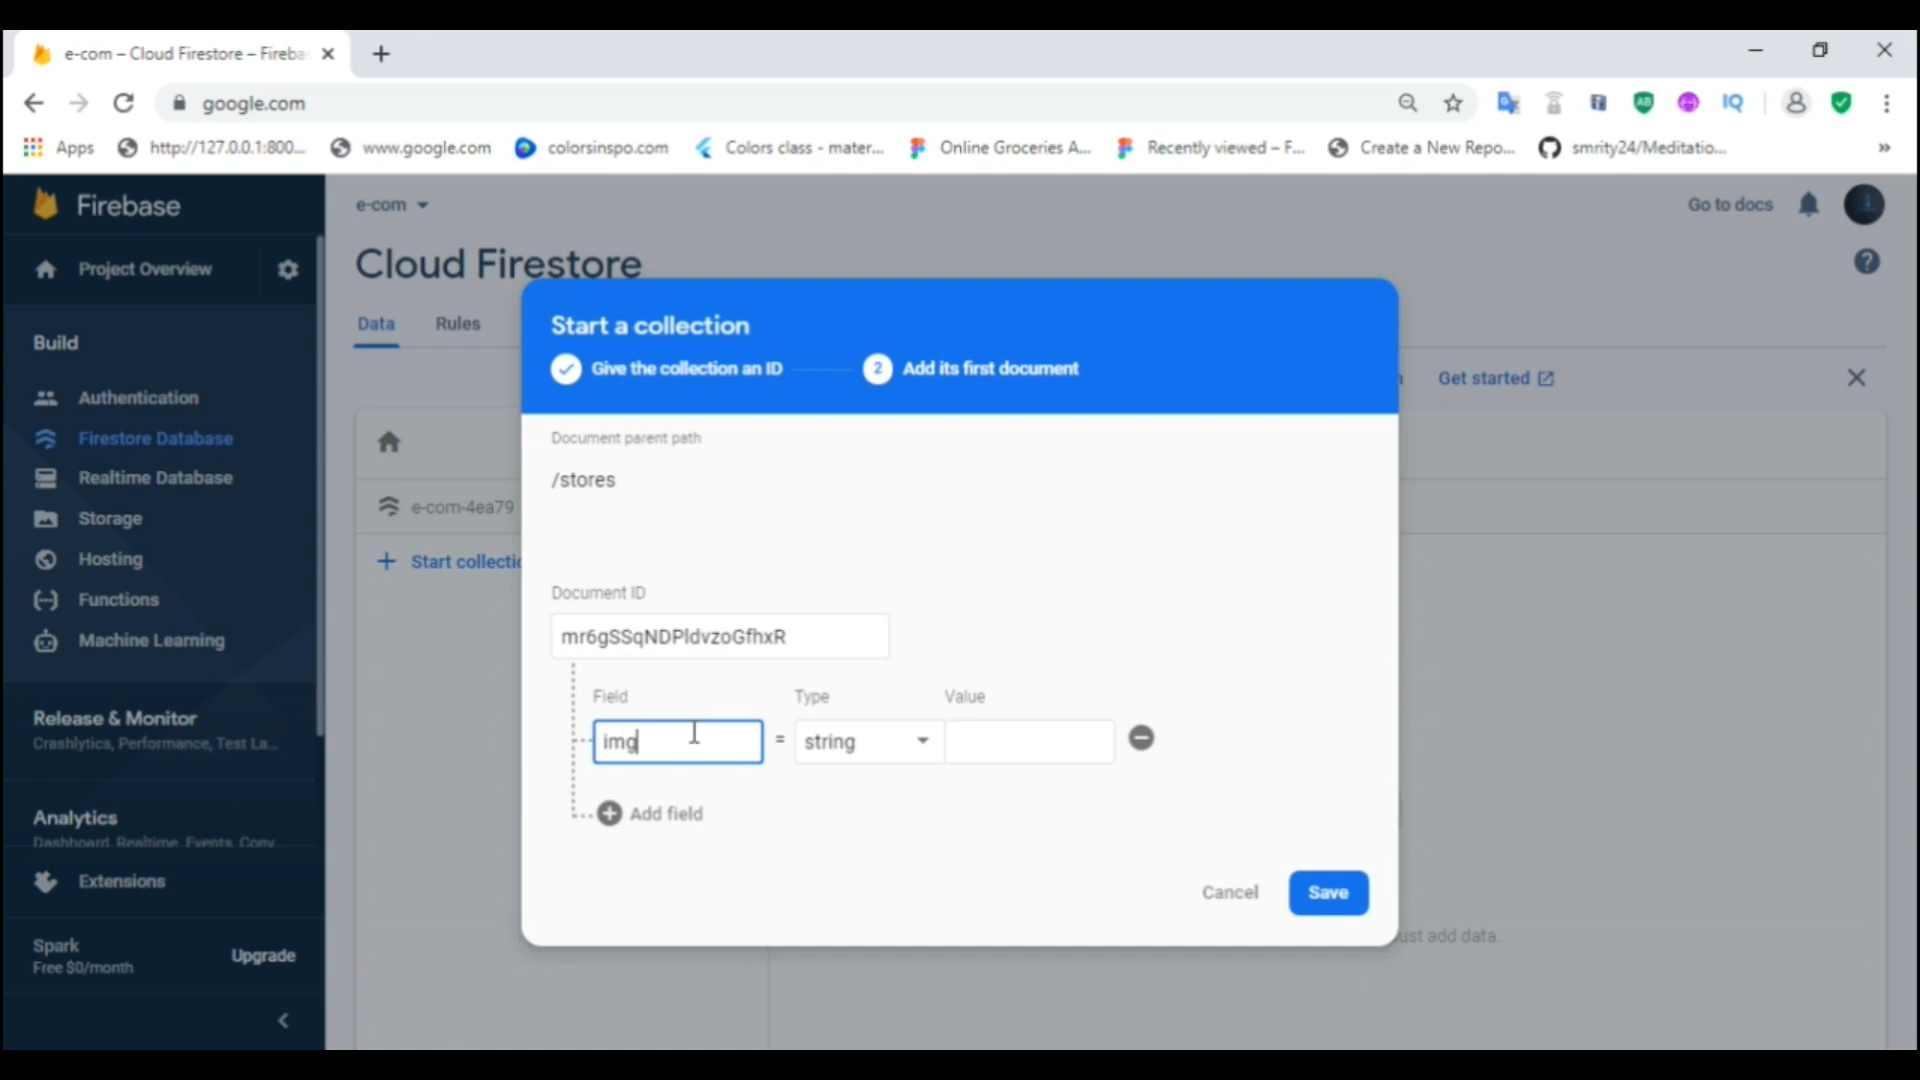 e-com – Cloud Firestore – Fireba
google.com
Apps
http://127.0.0.1:800...
www.google.com
colorsinspo.com
Colors class - mater...
Online Groceries A...
Recently viewed – F...
Create a New Repo...
smrity24/Meditatio...
»
Firebase
e-com
Go to docs
Project Overview
Cloud Firestore
Build
Data
Rules
Start a collection
Give the collection an ID
2
Add its first document
Authentication
Get started
Firestore Database
Document parent path
Realtime Database
/stores
e-com-4ea79
Storage
Hosting
Start collectio
Functions
Document ID
Machine Learning
mr6gSSqNDPldvzoGfhxR
Field
Type
Value
Release & Monitor
Crashlytics, Performance, Test La...
img
=
string
Analytics
Add field
Dashboard, Realtime, Events, Conv...
Extensions
Cancel
Save
Spark
Free $0/month
Upgrade
ust add data.